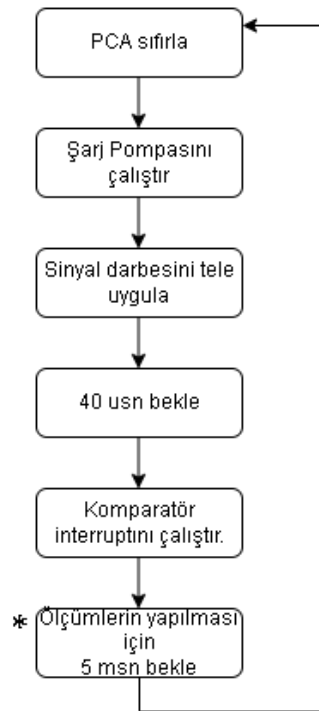 PCA sıfırla
Şarj Pompasını
çalıştır
Sinyal darbesini tele
uygula
40 usn bekle
Komparatör
interruptını çalıştır.
* Ölçümlerin yapılması
için
5 msn bekle